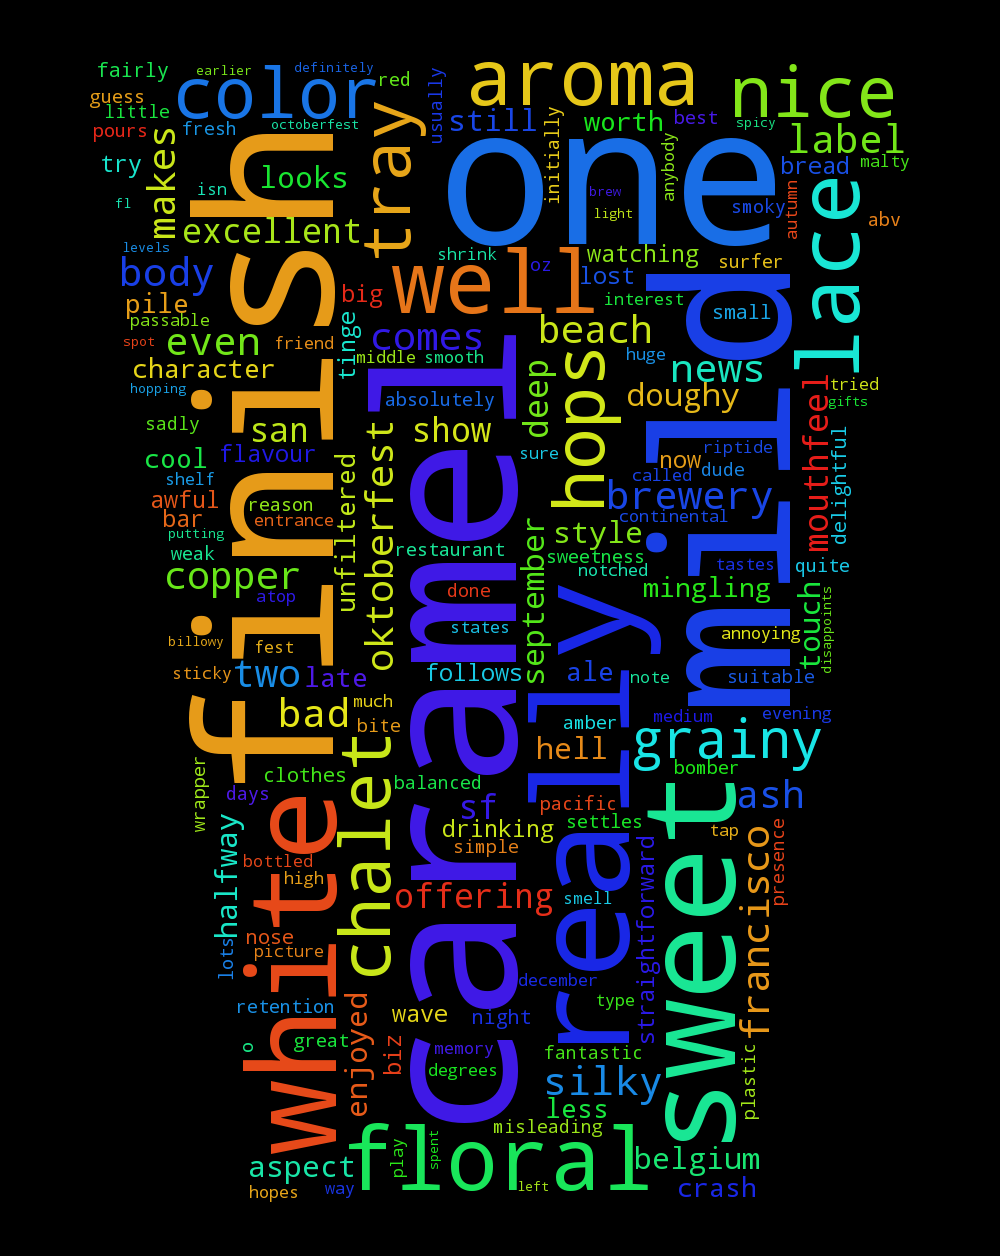 fairly
earlier
definitely
red
guess
color
usually
aroma
nice
little
octoberfest
still
initially
worth
best
spicy
label
pours
fresh
makes
tray
one
anybody
bread
malty
try
isn
looks
brew
light
smoky
autumn
abv
fl
finish
excellent
lace
levels
shrink
well
oz
watching
surfer
body
lost
mild
pile
big
interest
small
passable
tinge
comes
beach
spot
even
friend
middle
smooth
hops
huge
news
character
caramel
deep
doughy
mouthfeel
tried
hopping
absolutely
gifts
sadly
san
show
delightful
cool
flavour
oktoberfest
sure
now
riptide
shelf
unfiltered
called
dude
awful
reason
brewery
bar
entrance
continental
putting
style
weak
restaurant
september
sweetness
tastes
quite
copper
notched
mingling
touch
disappoints
atop
done
really
billowy
fest
states
annoying
sticky
two
late
follows
ale
note
suitable
bad
much
bite
amber
medium
evening
chalet
hell
grainy
wrapper
clothes
balanced
bomber
sweet
days
white
sf
pacific
ash
halfway
drinking
settles
tap
presence
bottled
simple
straightforward
francisco
high
offering
smell
nose
picture
lots
december
retention
enjoyed
wave
night
type
o
great
biz
memory
fantastic
plastic
degrees
silky
less
floral
misleading
play
spent
aspect
belgium
hopes
way
left
crash